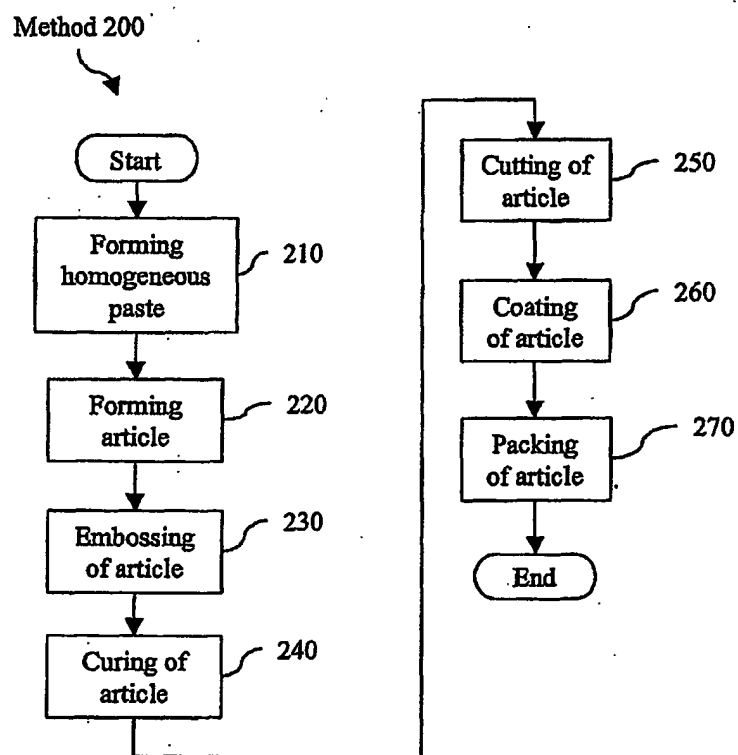 Method 200
Start
Forming
homogeneous
paste
210
Forming
article
220
Embossing
of article
230
Curing of
article
240
Cutting of
article
250
Coating
of article
260
Packing
of article
270
End